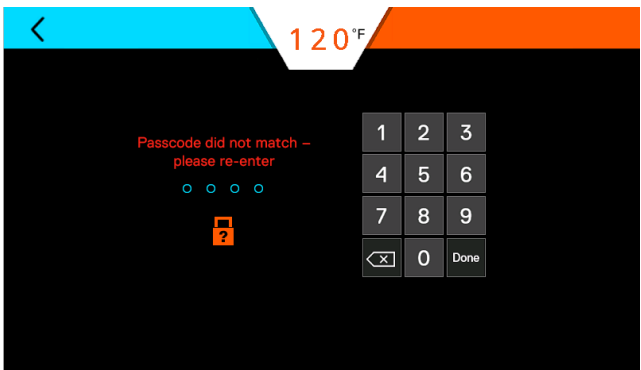 120°F
Passcode did not match –
please re-enter
?
1 2 3
4 5 6
7 8 9
0 Done